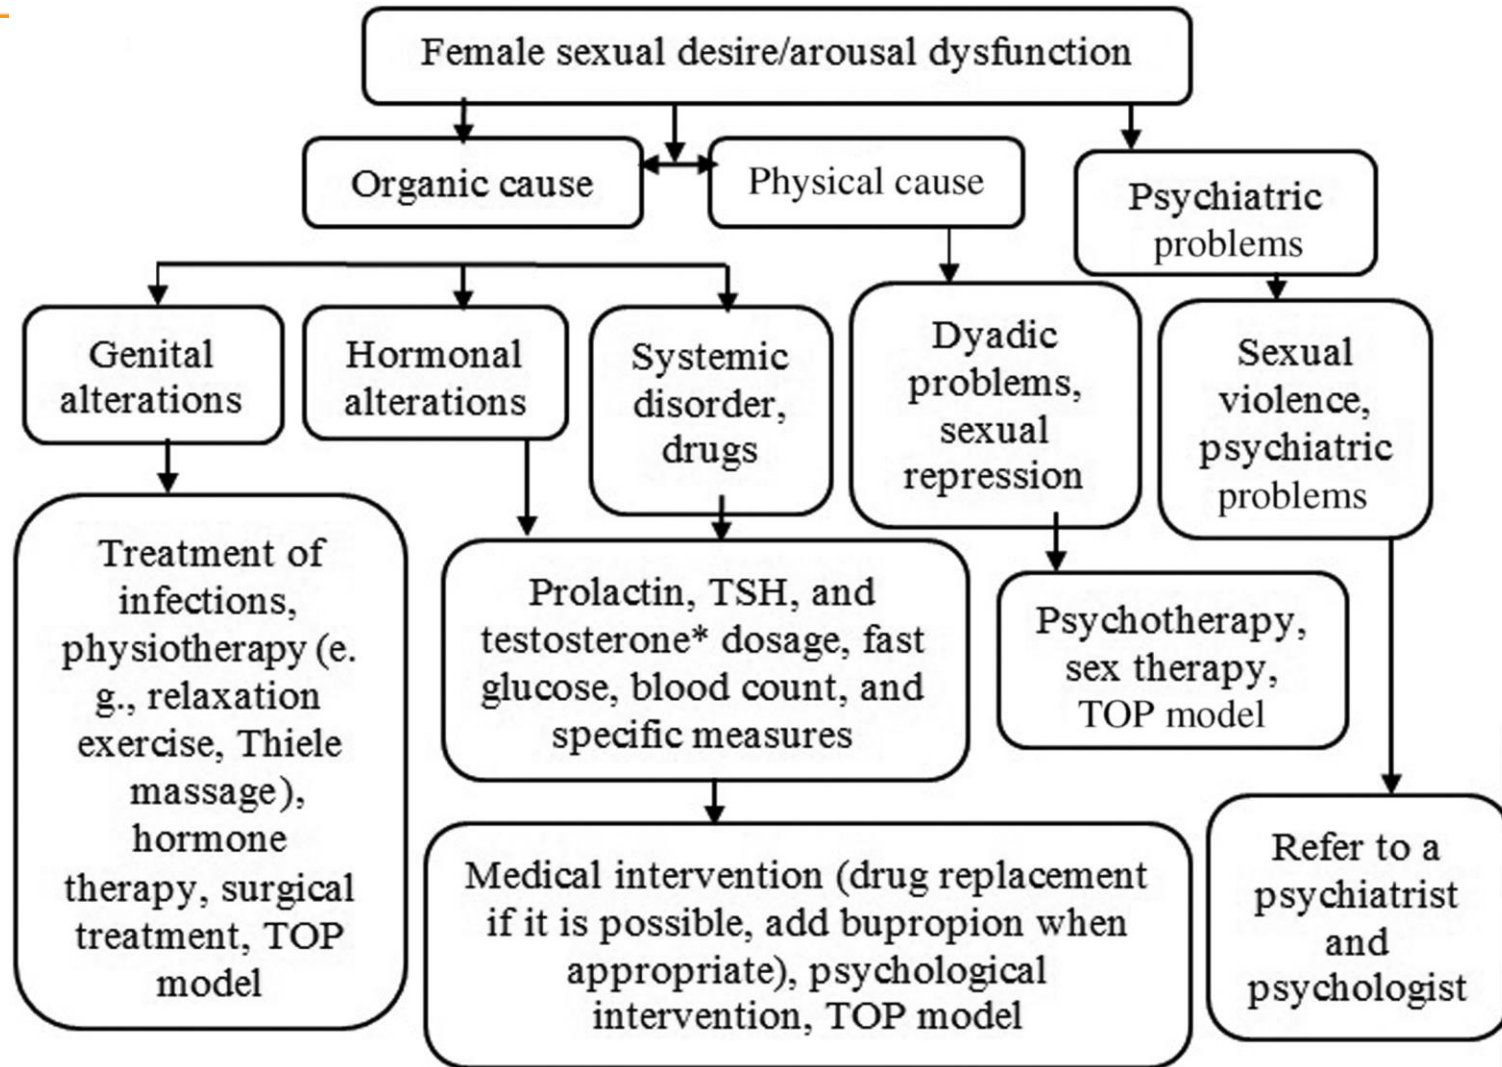 Female sexual desire/arousal dysfunction
Organic cause
Physical cause
Psychiatric
problems
Genital
alterations
Hormonal
alterations
Systemic
disorder,
drugs
Dyadic
problems,
sexual
repression
Sexual
violence,
psychiatric
problems
Treatment of
infections,
physiotherapy (e.
g., relaxation
exercise, Thiele
massage),
hormone
therapy, surgical
treatment, TOP
model
Prolactin, TSH, and
testosterone* dosage, fast
glucose, blood count, and
specific measures
Psychotherapy,
sex therapy,
TOP model
Medical intervention (drug replacement
if it is possible, add bupropion when
appropriate), psychological
intervention, TOP model
Refer to a
psychiatrist
and
psychologist